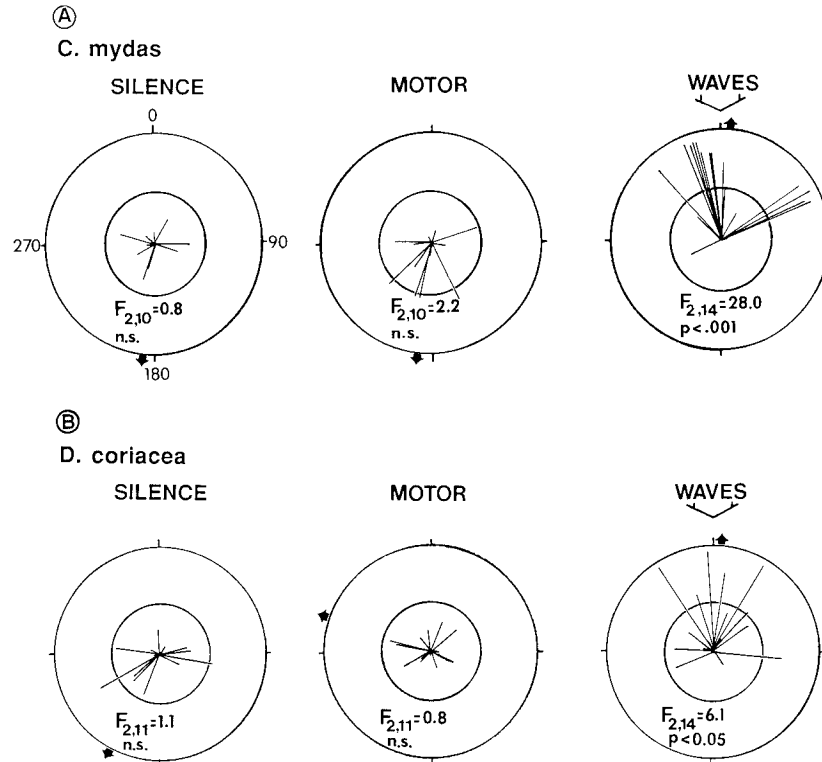 A
C. mydas
SILENCE
MOTOR
WAVES
0
270
90
F2,10=0.8
n.s.
180
F2,10=2.2
n.s.
F2,14=28.0
p<.001
B
D. coriacea
SILENCE
MOTOR
WAVES
F2,11=1.1
n.s.
F2,11=0.8
n.s.
F2,14=6.1
p<0.05